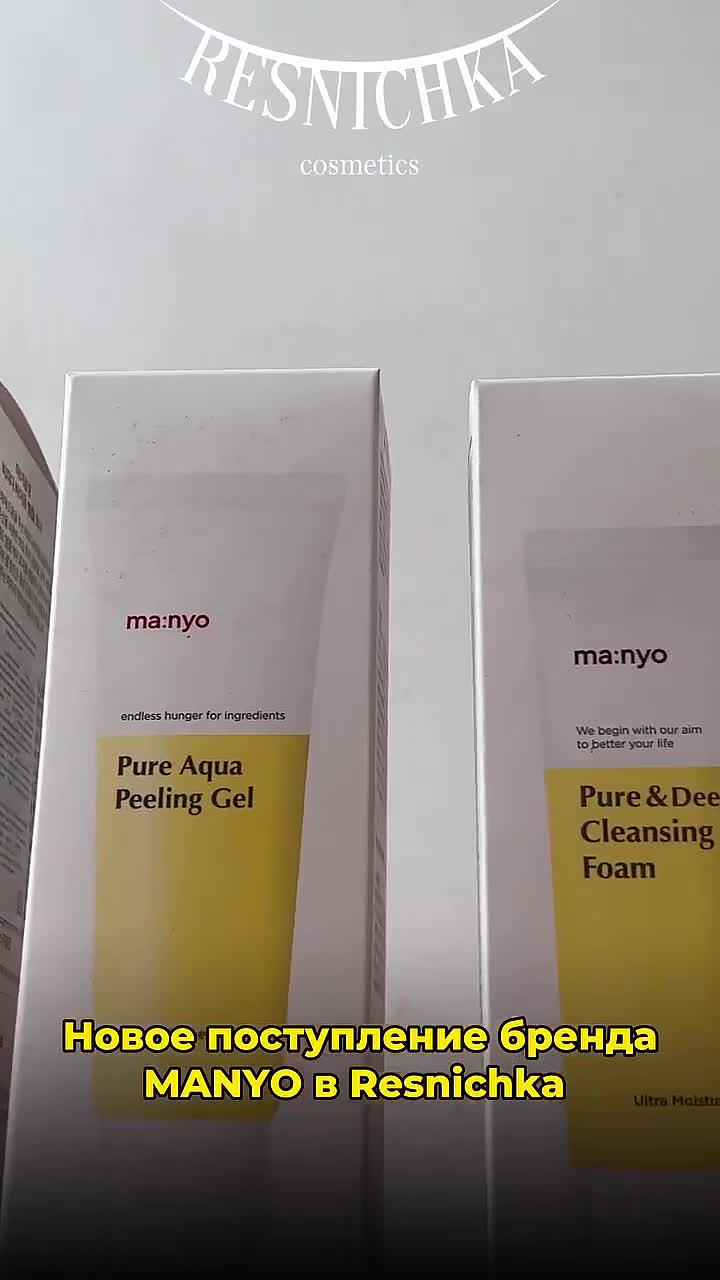 RESNICHKA
cosmetics
ma:nyo
endless hunger for ingredients
Pure Aqua
Peeling Gel
ma:nyo
We begin with our aim
to better your life
Pure & Dee
Cleansing
Foam
Ultra Moistu
Новое поступление бренда
MANYO в Resnichka